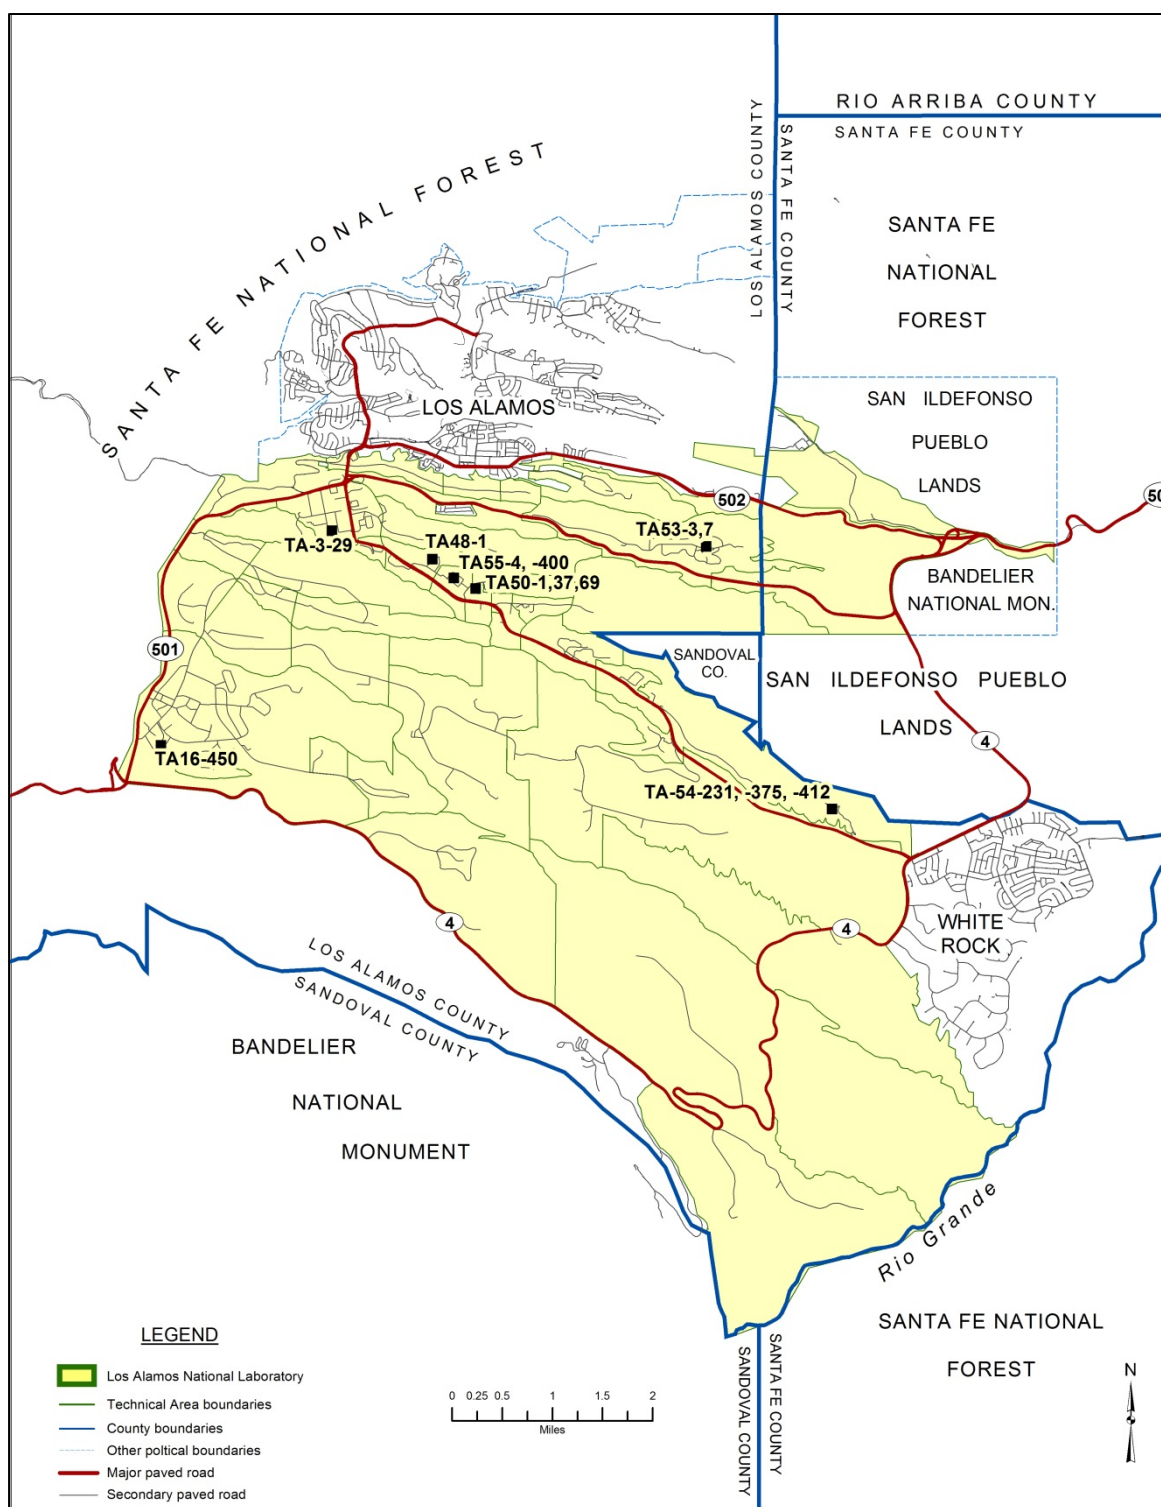 RIO ARRIBA COUNTY
SANTA FE COUNTY
LOS ALAMOS COUNTY
SANTA FE COUNTY
SANTA FE NATIONAL FOREST
SANTA FE
NATIONAL
FOREST
SAN ILDEFONSO
PUEBLO
LANDS
LOS ALAMOS
502
50
TA-3-29
TA48-1
TA55-4, -400
TA50-1,37,69
TA53-3,7
BANDELIER
NATIONAL MON.
501
SANDOVAL
CO.
SAN ILDEFONSO PUEBLO
LANDS
4
TA16-450
TA-54-231, -375, -412
4
4
WHITE
ROCK
LOS ALAMOS COUNTY
SANDOVAL COUNTY
BANDELIER
NATIONAL
MONUMENT
Rio Grande
SANTA FE NATIONAL
FOREST
SANDOVAL COUNTY
SANTA FE COUNTY
LEGEND
Los Alamos National Laboratory
Technical Area boundaries
County boundaries
Other poltical boundaries
Major paved road
Secondary paved road
0 0.25 0.5 1 1.5 2
Miles
N